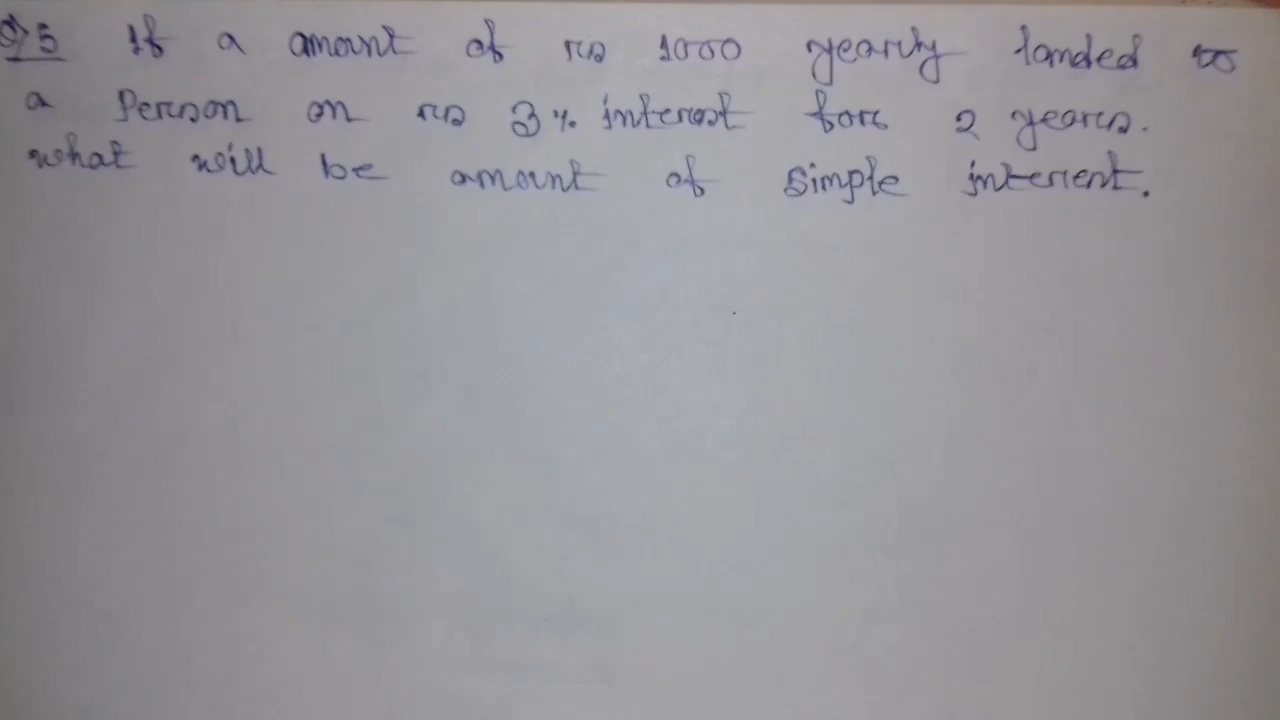 Q5 If a amount of rs 1000 yearly landed to
a Person on rs 3% interest for 2 years.
what will be amount of simple interest.